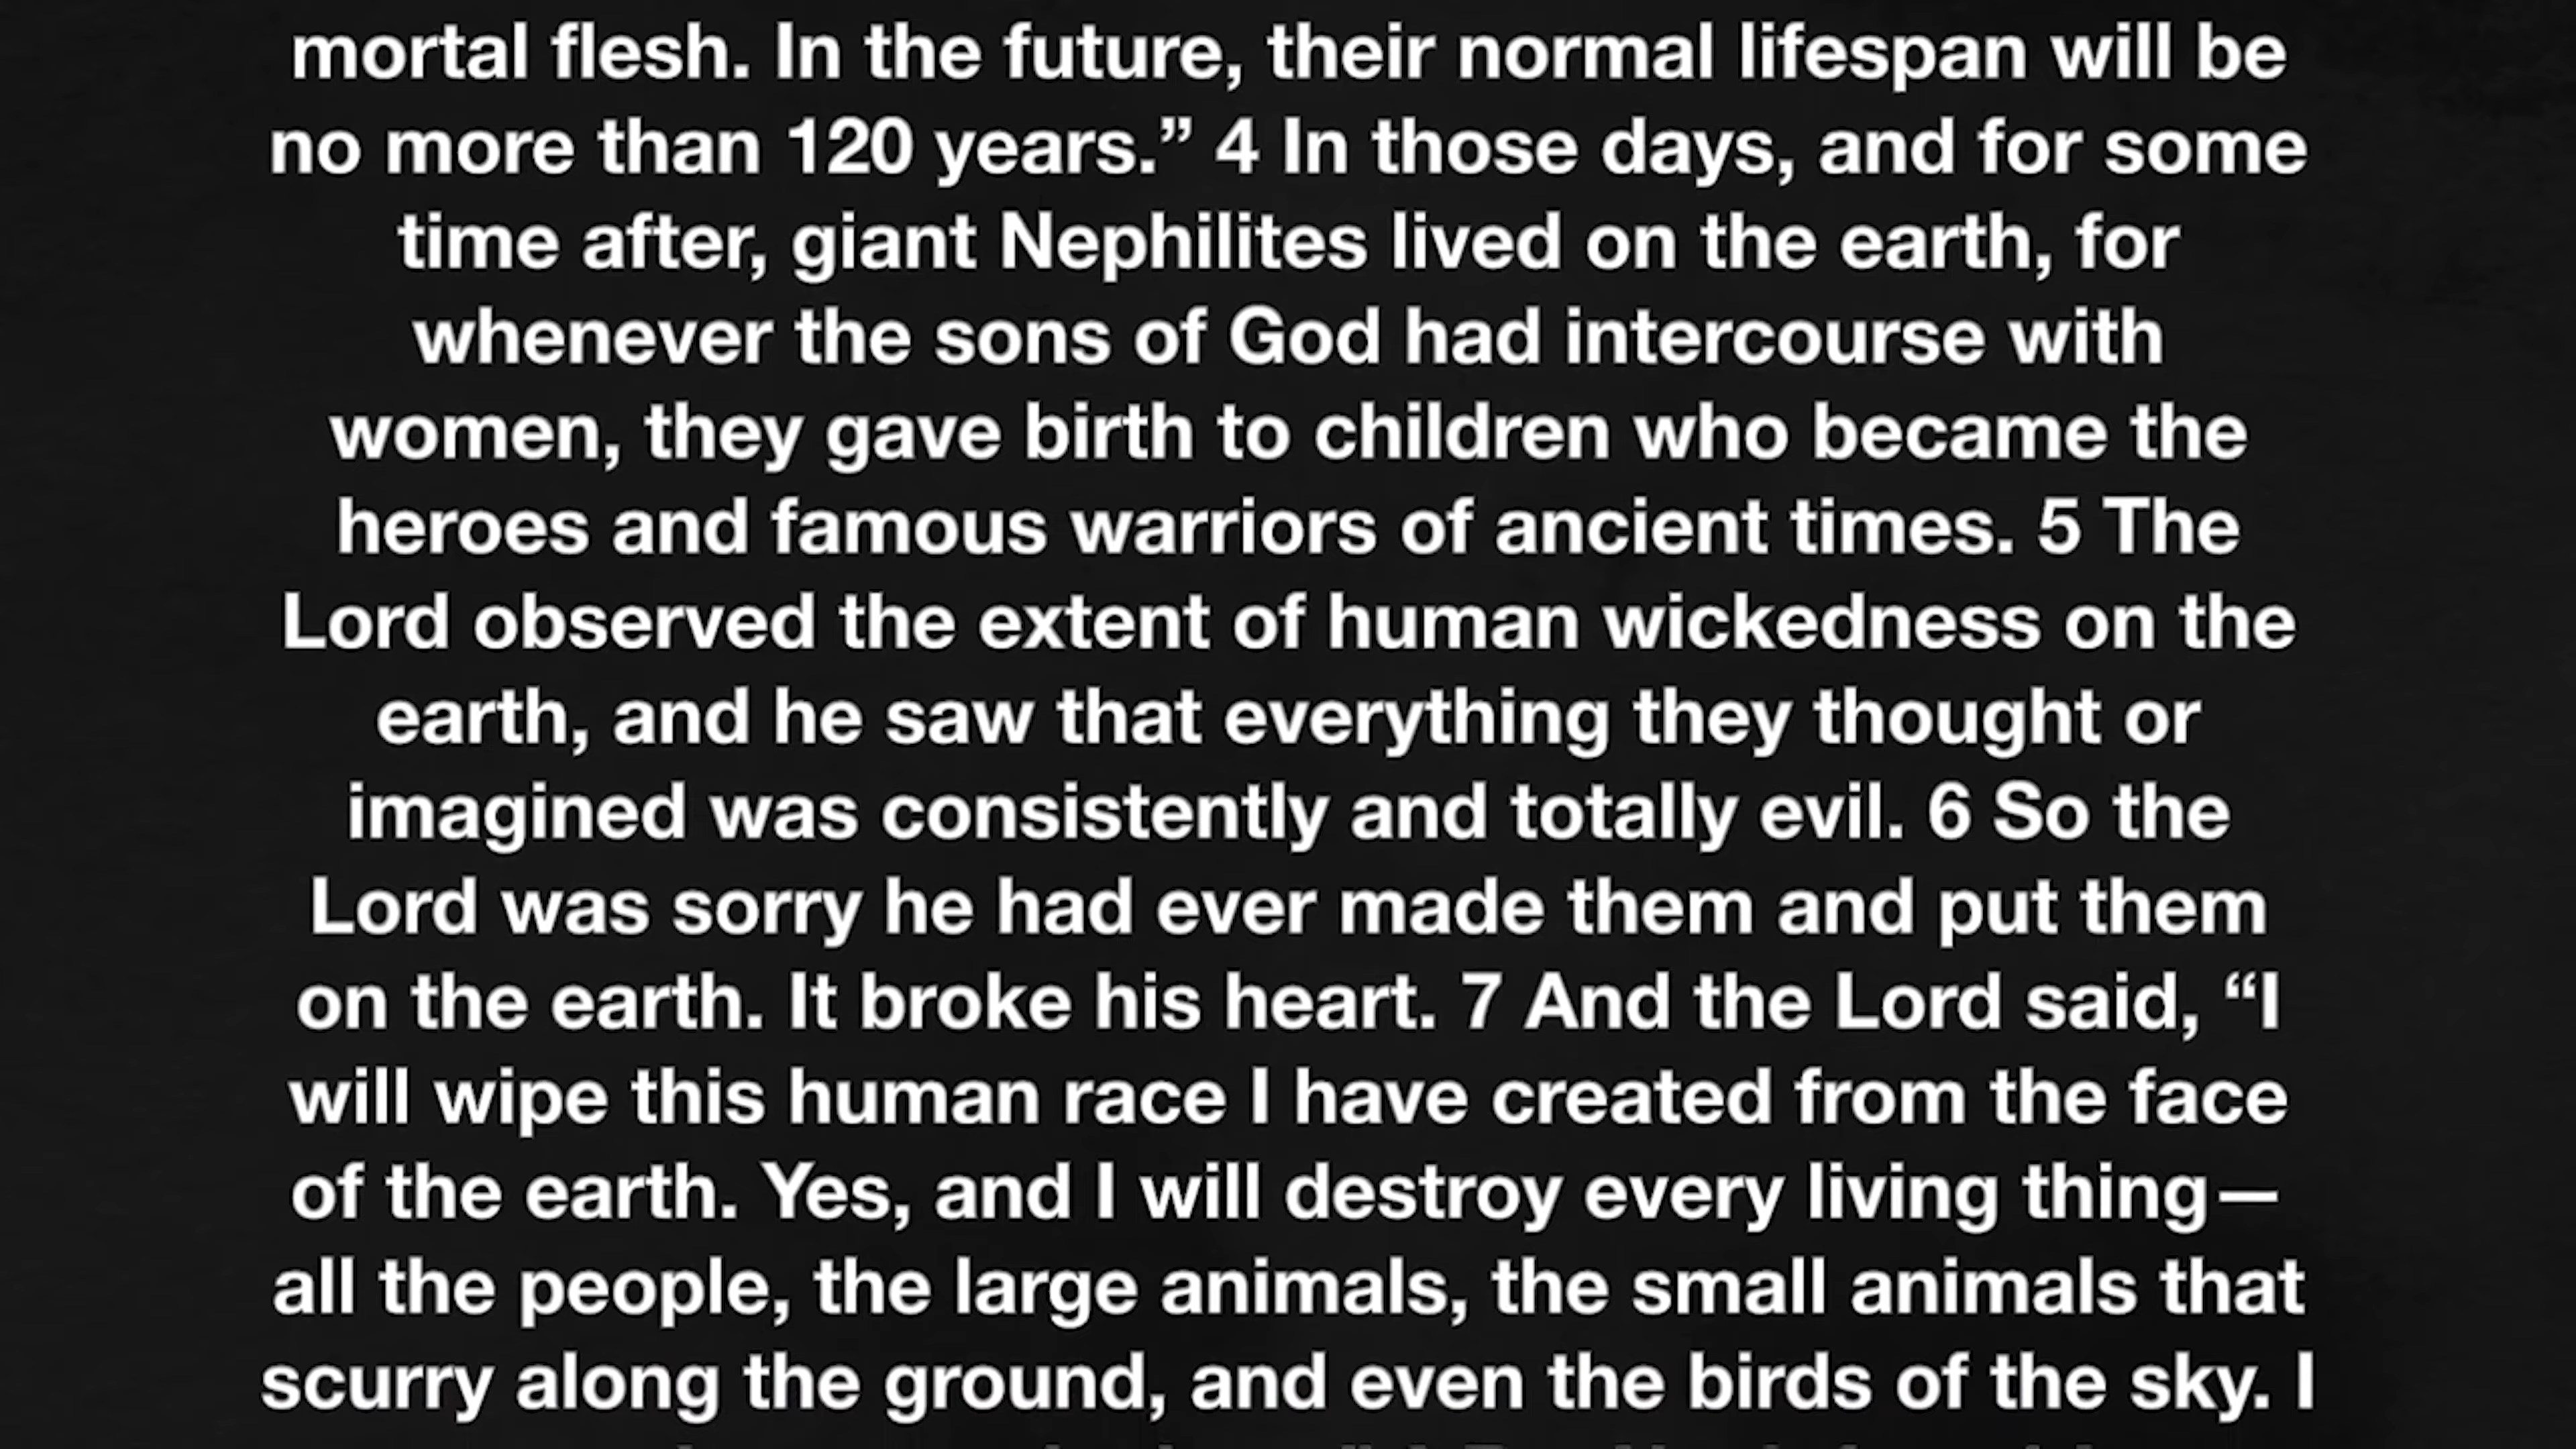 mortal flesh. In the future, their normal lifespan will be
no more than 120 years.” 4 In those days, and for some
time after, giant Nephilites lived on the earth, for
whenever the sons of God had intercourse with
women, they gave birth to children who became the
heroes and famous warriors of ancient times. 5 The
Lord observed the extent of human wickedness on the
earth, and he saw that everything they thought or
imagined was consistently and totally evil. 6 So the
Lord was sorry he had ever made them and put them
on the earth. It broke his heart. 7 And the Lord said, “I
will wipe this human race I have created from the face
of the earth. Yes, and I will destroy every living thing—
all the people, the large animals, the small animals that
scurry along the ground, and even the birds of the sky. I